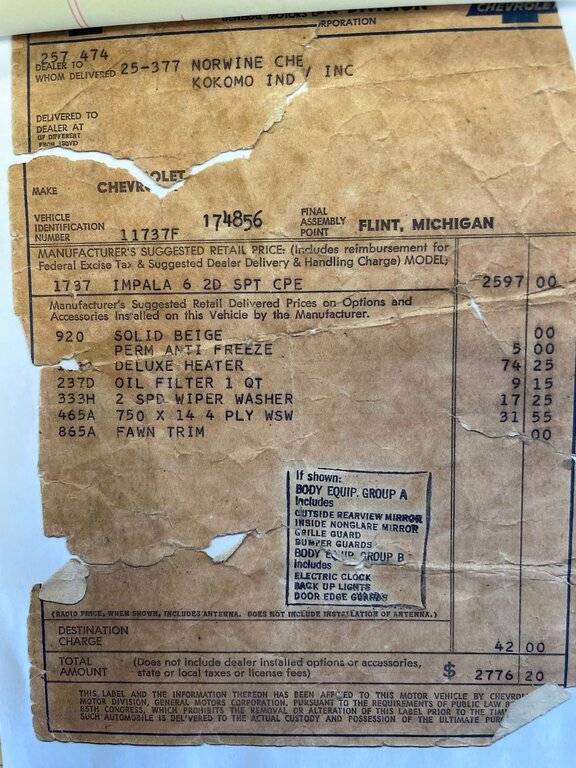 GENERAL MOTORS CORPORATION
CHEVROLET
257 474
DEALER TO
WHOM DELIVERED 25-377 NORWINE CHE / INC
KOKOMO IND
DELIVERED TO
DEALER AT
(IF DIFFERENT
FROM ABOVE)
MAKE CHEVROLET
VEHICLE
IDENTIFICATION
NUMBER 11737F 174856
FINAL
ASSEMBLY
POINT FLINT, MICHIGAN
MANUFACTURER'S SUGGESTED RETAIL PRICE: (Includes reimbursement for
Federal Excise Tax & Suggested Dealer Delivery & Handling Charge) MODEL;
1737 IMPALA 6 2D SPT CPE 2597 00
Manufacturer's Suggested Retail Delivered Prices on Options and
Accessories Installed on this Vehicle by the Manufacturer.
920 SOLID BEIGE 00
PERM ANTI FREEZE 5 00
DELUXE HEATER 74 25
237D OIL FILTER 1 QT 9 15
333H 2 SPD WIPER WASHER 17 25
465A 750 X 14 4 PLY WSW 31 55
865A FAWN TRIM 00
If shown:
BODY EQUIP. GROUP A
Includes
OUTSIDE REARVIEW MIRROR
INSIDE NONGLARE MIRROR
GRILLE GUARD
BUMPER GUARDS
BODY EQUIP. GROUP B
Includes
ELECTRIC CLOCK
BACK UP LIGHTS
DOOR EDGE GUARDS
(RADIO PRICE, WHEN SHOWN, INCLUDES ANTENNA. DOES NOT INCLUDE INSTALLATION OF ANTENNA.)
DESTINATION
CHARGE 42 00
TOTAL
AMOUNT (Does not include dealer installed options or accessories,
state or local taxes or license fees) $ 2776 20
THIS LABEL AND THE INFORMATION THEREON HAS BEEN AFFIXED TO THIS MOTOR VEHICLE BY CHEVRO
MOTOR DIVISION, GENERAL MOTORS CORPORATION, PURSUANT TO THE REQUIREMENTS OF PUBLIC LAW 8
85TH CONGRESS, WHICH PROHIBITS THE REMOVAL OR ALTERATION OF THIS LABEL PRIOR TO THE TIM
SUCH AUTOMOBILE IS DELIVERED TO THE ACTUAL CUSTODY AND POSSESSION OF THE ULTIMATE PUR